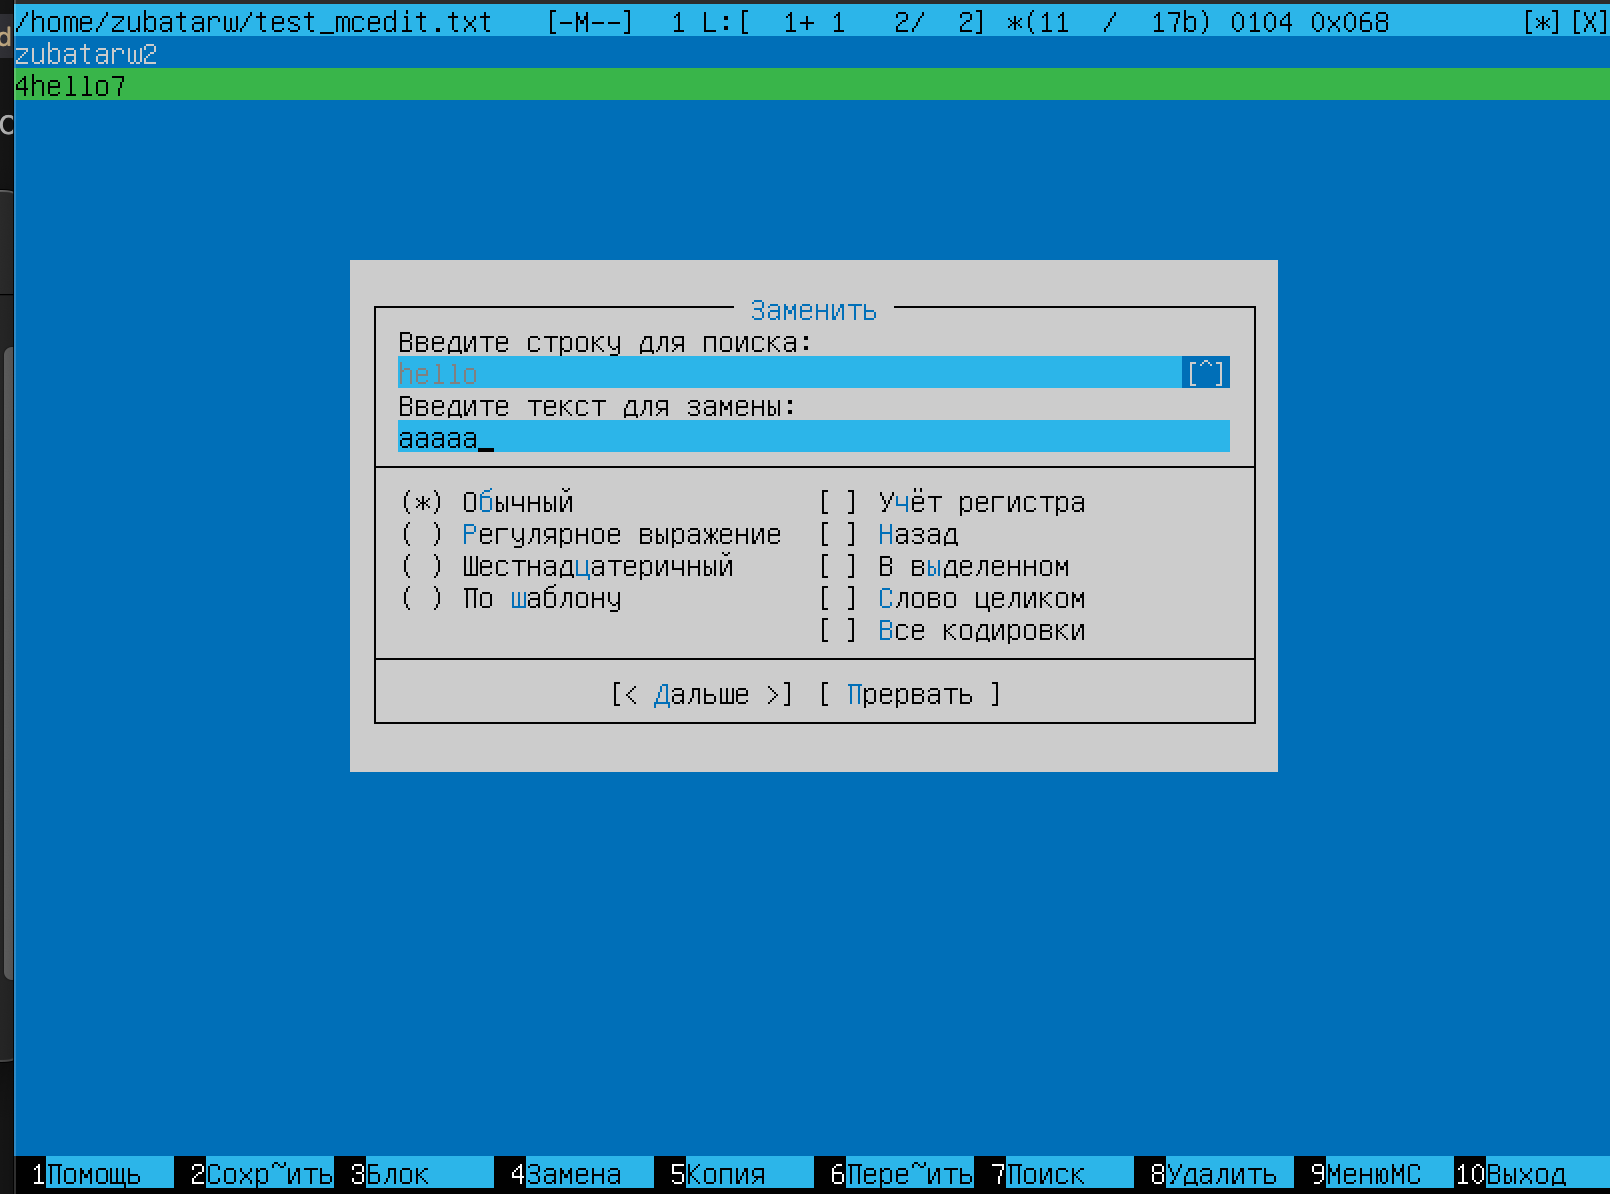 /home/zubatarw/test_mcedit.txt [-M--] 1 L:[ 1+ 1 2/ 2] *(11 / 17b) 0104 0x068 [*][X]
zubatarw2
4hello7
Заменить
Введите строку для поиска:
hello [^]
Введите текст для замены:
aaaaa_
(*) Обычный [ ] Учёт регистра
( ) Регулярное выражение [ ] Назад
( ) Шестнадцатеричный [ ] В выделенном
( ) По шаблону [ ] Слово целиком
[ ] Все кодировки
[< Дальше >] [ Прервать ]
1Помощь 2Сохр~ить 3Блок 4Замена 5Копия 6Пере~ить 7Поиск 8Удалить 9МенюMC 10Выход